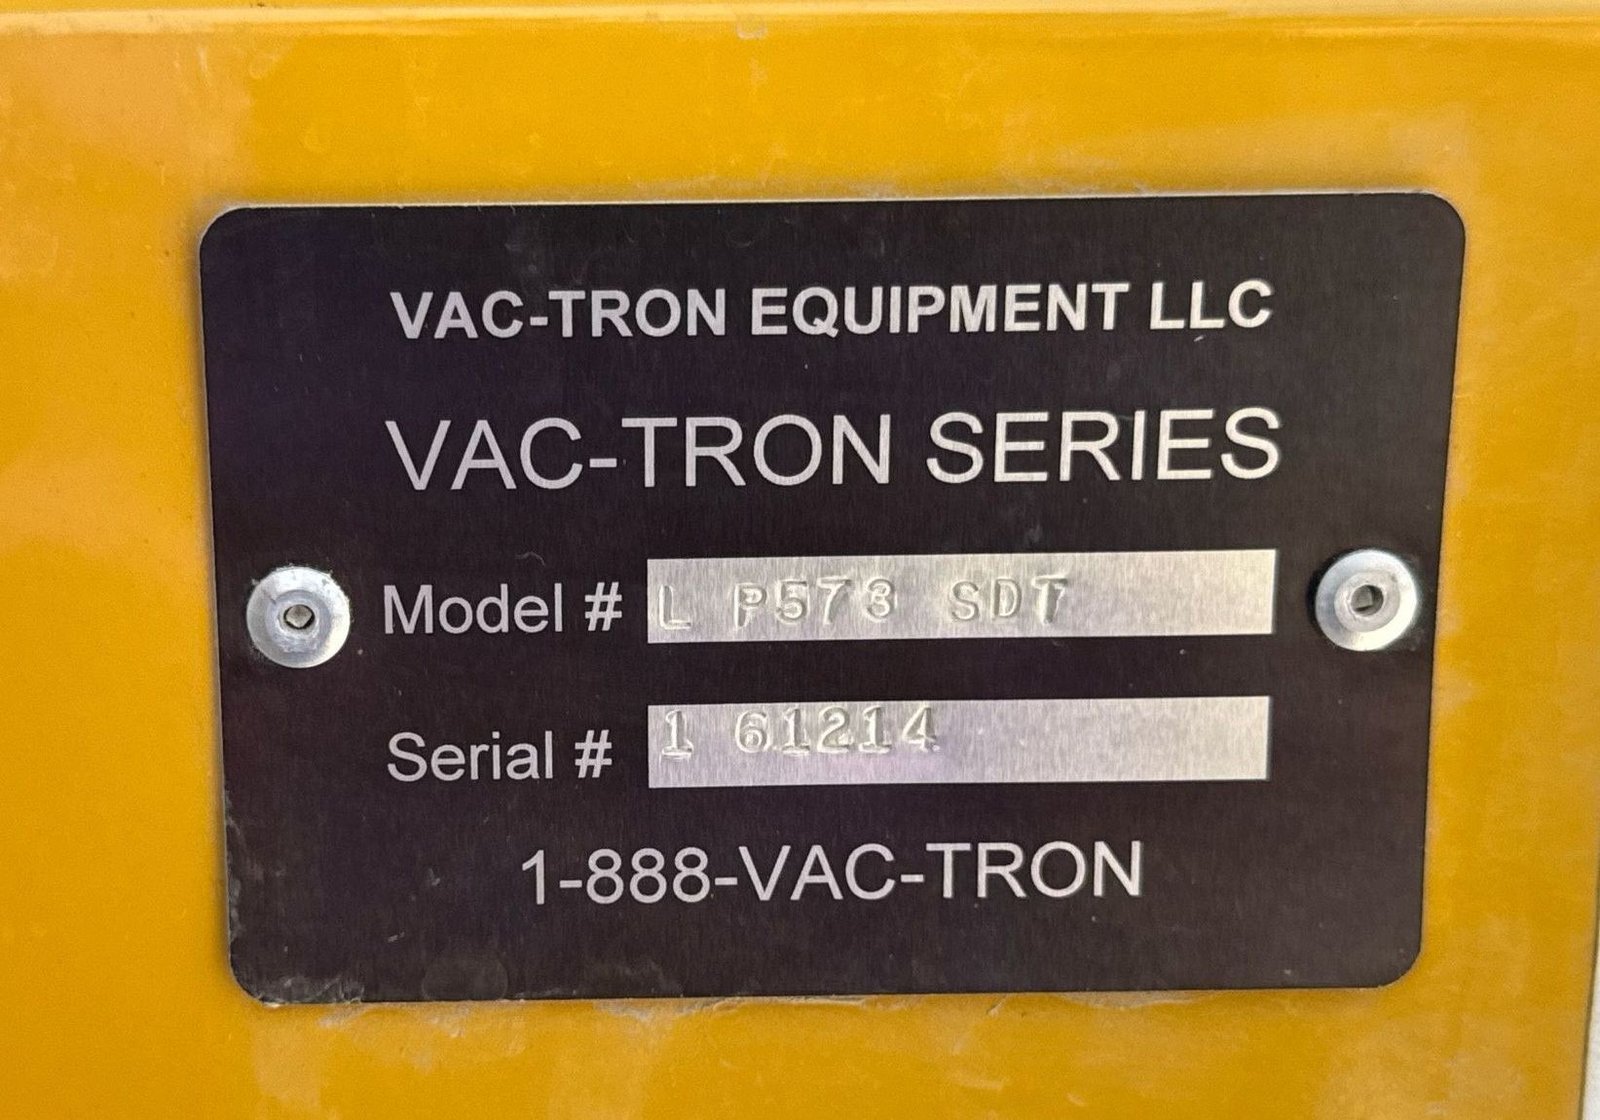 VAC-TRON EQUIPMENT LLC
VAC-TRON SERIES
Model # L P573 SDT
Serial # 1 61214
1-888-VAC-TRON